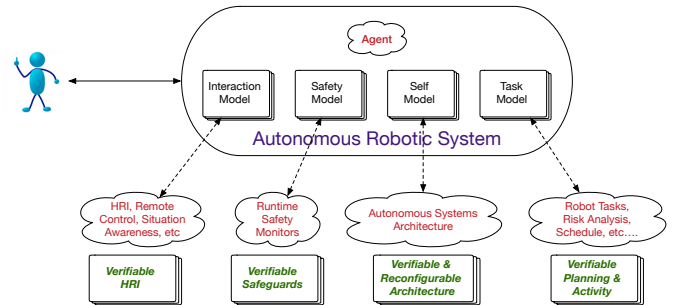 Agent
Interaction
Model
Safety
Model
Self
Model
Task
Model
Autonomous Robotic System
HRI, Remote
Control, Situation
Awareness, etc
Runtime
Safety
Monitors
Autonomous Systems
Architecture
Robot Tasks,
Risk Analysis,
Schedule, etc....
Verifiable
HRI
Verifiable
Safeguards
Verifiable &
Reconfigurable
Architecture
Verifiable
Planning &
Activity